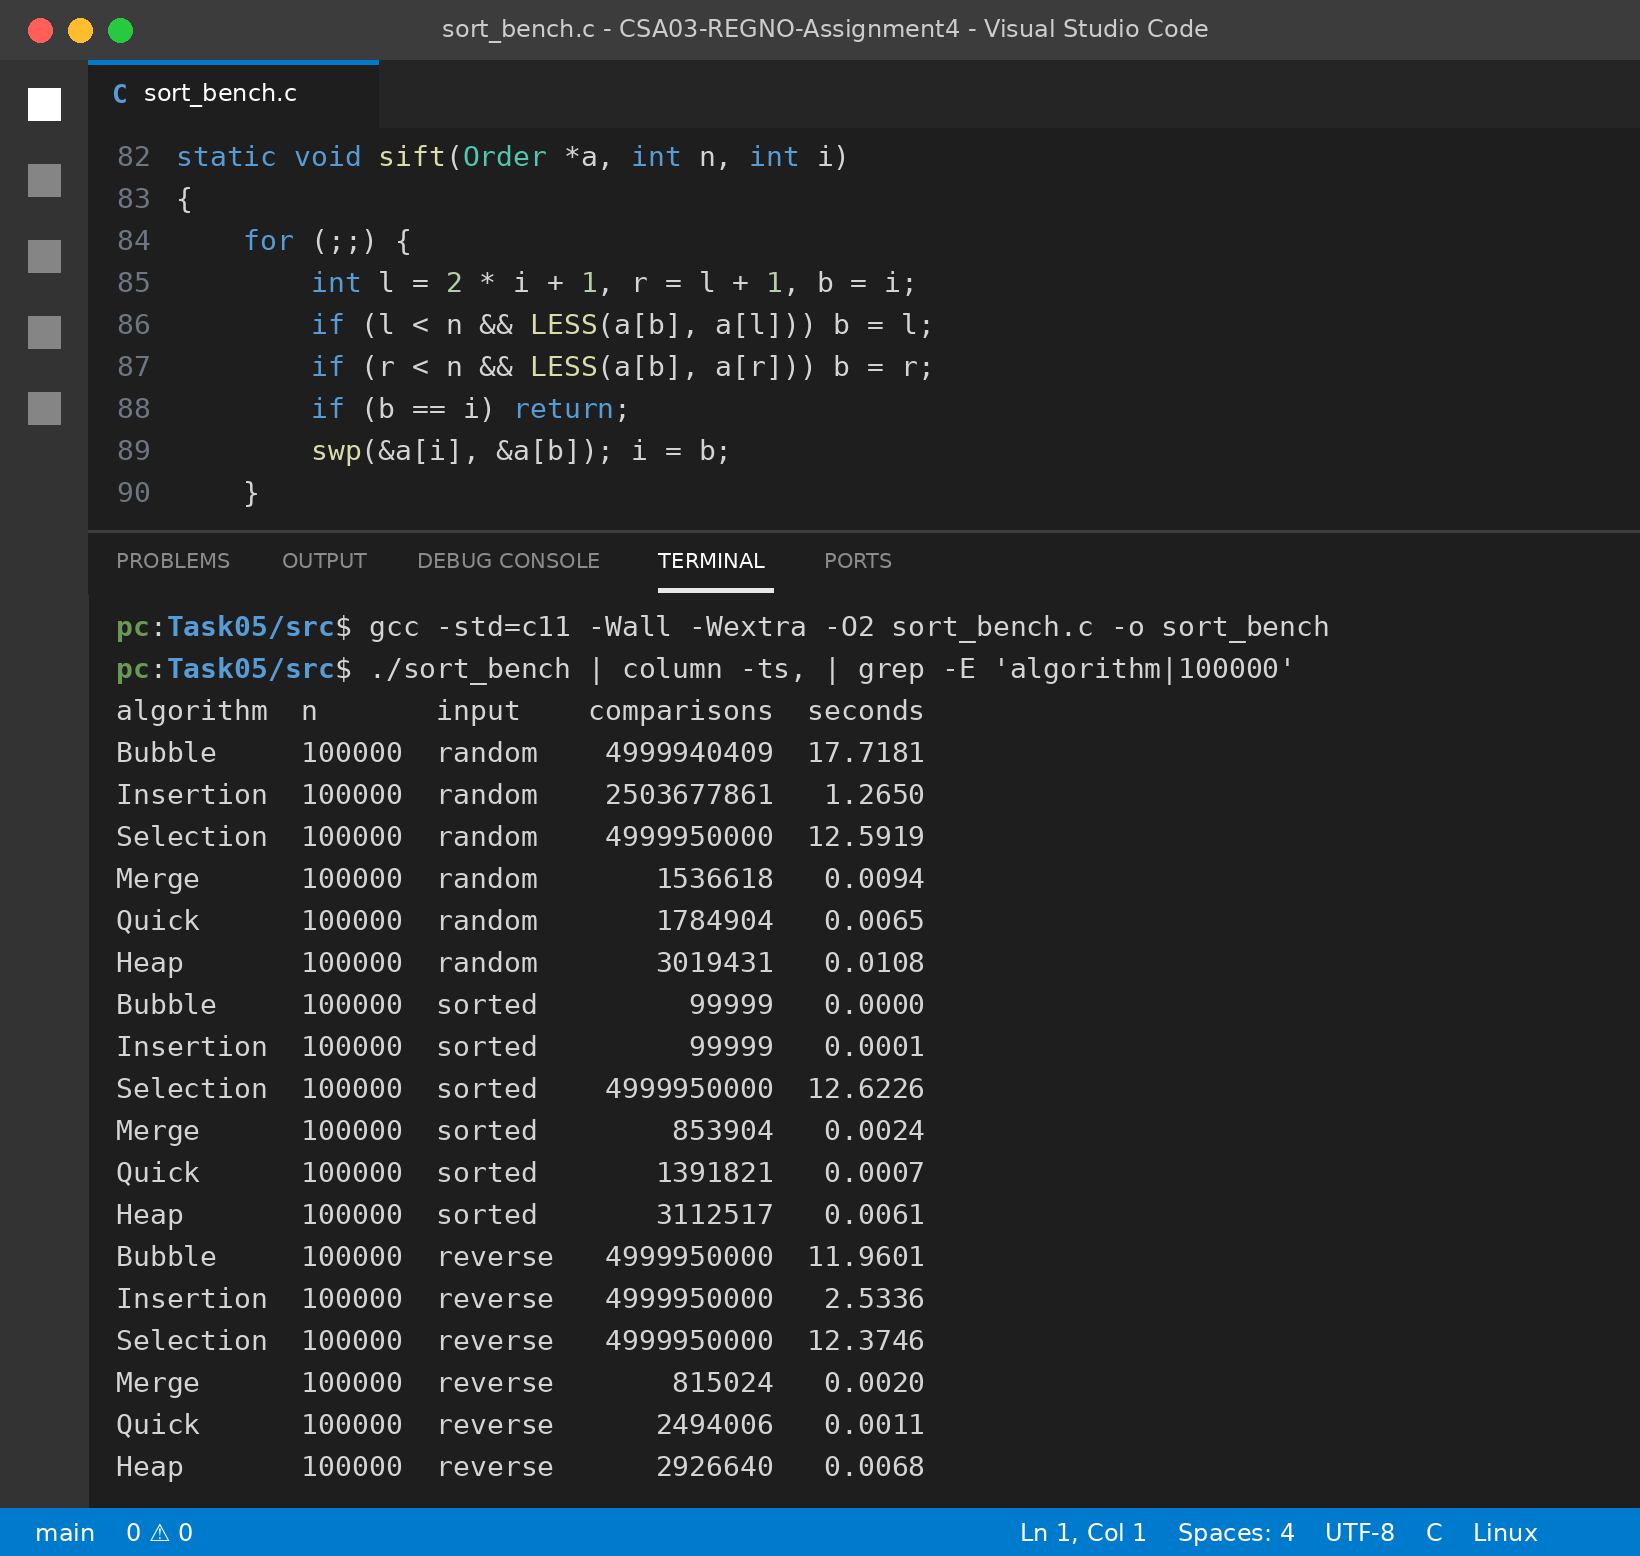 sort_bench.c - CSA03-REGNO-Assignment4 - Visual Studio Code
C sort_bench.c
82 static void sift(Order *a, int n, int i)
83 {
84     for (;;) {
85         int l = 2 * i + 1, r = l + 1, b = i;
86         if (l < n && LESS(a[b], a[l])) b = l;
87         if (r < n && LESS(a[b], a[r])) b = r;
88         if (b == i) return;
89         swp(&a[i], &a[b]); i = b;
90     }
PROBLEMS OUTPUT DEBUG CONSOLE TERMINAL PORTS
pc:Task05/src$ gcc -std=c11 -Wall -Wextra -O2 sort_bench.c -o sort_bench
pc:Task05/src$ ./sort_bench | column -ts, | grep -E 'algorithm|100000'
algorithm  n       input    comparisons  seconds
Bubble     100000  random    4999940409  17.7181
Insertion  100000  random    2503677861   1.2650
Selection  100000  random    4999950000  12.5919
Merge      100000  random       1536618   0.0094
Quick      100000  random       1784904   0.0065
Heap       100000  random       3019431   0.0108
Bubble     100000  sorted         99999   0.0000
Insertion  100000  sorted         99999   0.0001
Selection  100000  sorted    4999950000  12.6226
Merge      100000  sorted        853904   0.0024
Quick      100000  sorted       1391821   0.0007
Heap       100000  sorted       3112517   0.0061
Bubble     100000  reverse   4999950000  11.9601
Insertion  100000  reverse   4999950000   2.5336
Selection  100000  reverse   4999950000  12.3746
Merge      100000  reverse       815024   0.0020
Quick      100000  reverse      2494006   0.0011
Heap       100000  reverse      2926640   0.0068
main 0 ⚠ 0 Ln 1, Col 1 Spaces: 4 UTF-8 C Linux